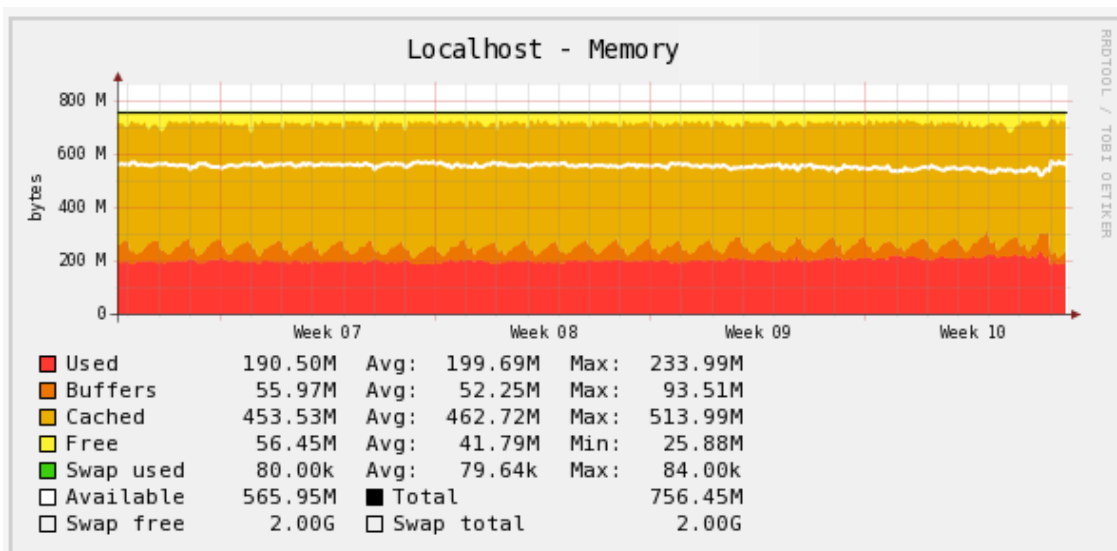 Localhost - Memory
RRDTOOL / TOBI OETIKER
bytes
800 M
600 M
400 M
200 M
0
Week 07 Week 08 Week 09 Week 10
Used 190.50M Avg: 199.69M Max: 233.99M
Buffers 55.97M Avg: 52.25M Max: 93.51M
Cached 453.53M Avg: 462.72M Max: 513.99M
Free 56.45M Avg: 41.79M Min: 25.88M
Swap used 80.00k Avg: 79.64k Max: 84.00k
Available 565.95M Total 756.45M
Swap free 2.00G Swap total 2.00G